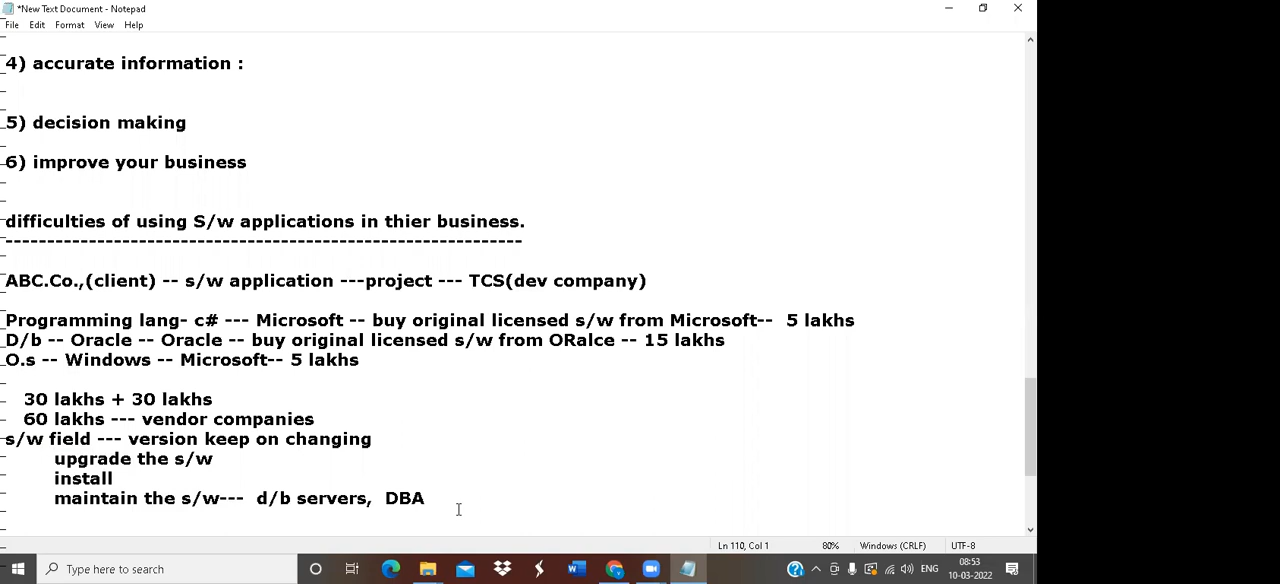 *New Text Document - Notepad
File Edit Format View Help
4) accurate information :
5) decision making
6) improve your business
difficulties of using S/w applications in thier business.
--------------------------------------------------------------
ABC.Co.,(client) -- s/w application ---project --- TCS(dev company)
Programming lang- c# --- Microsoft -- buy original licensed s/w from Microsoft-- 5 lakhs
D/b -- Oracle -- Oracle -- buy original licensed s/w from ORalce -- 15 lakhs
O.s -- Windows -- Microsoft-- 5 lakhs
30 lakhs + 30 lakhs
60 lakhs --- vendor companies
s/w field --- version keep on changing
upgrade the s/w
install
maintain the s/w--- d/b servers, DBA
Ln 110, Col 1 80% Windows (CRLF) UTF-8
Type here to search
ENG
08:53
10-03-2022